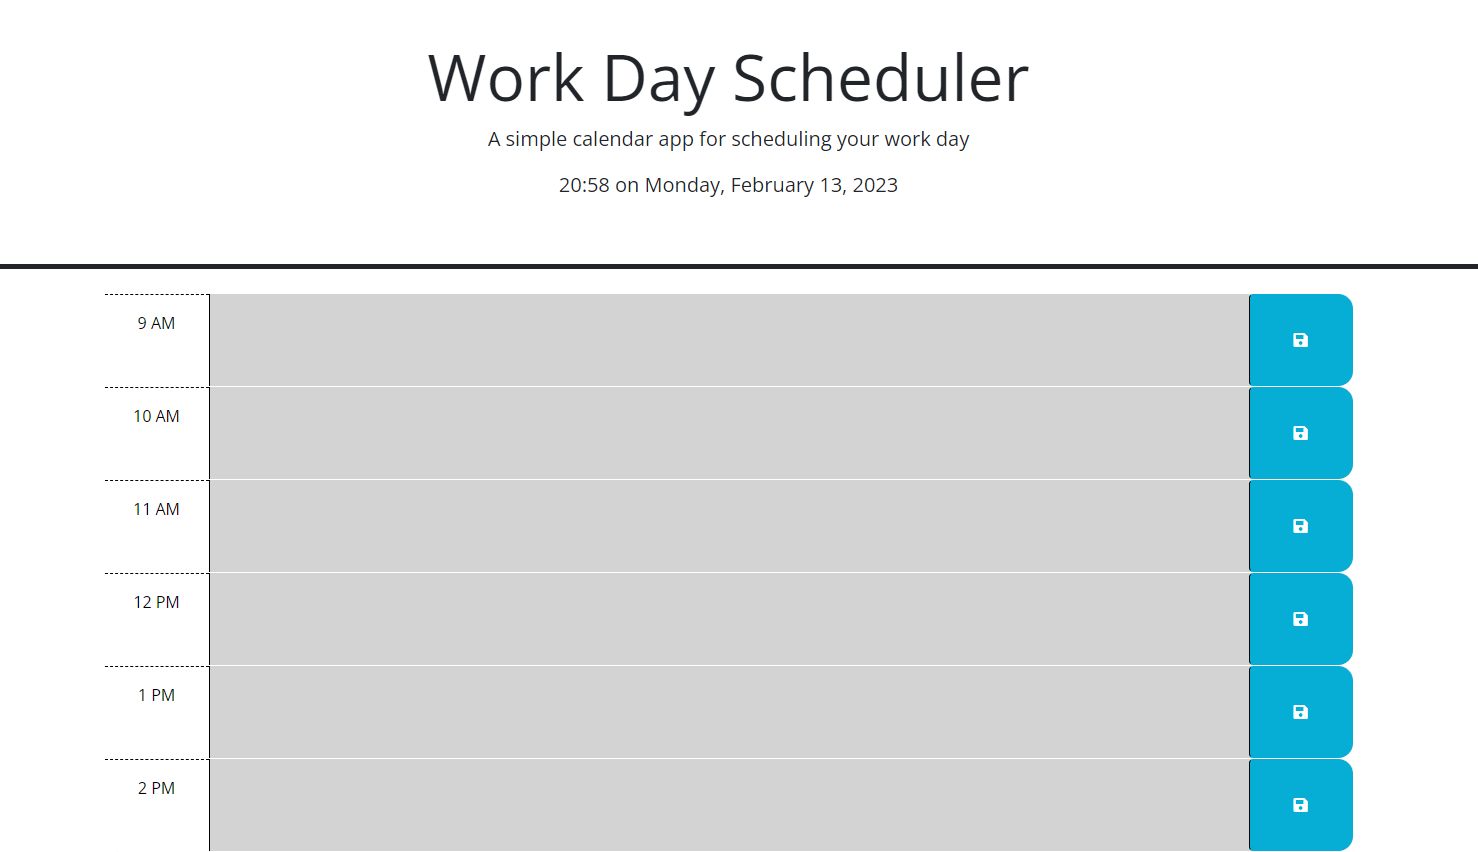 Work Day Scheduler
A simple calendar app for scheduling your work day
20:58 on Monday, February 13, 2023
9 AM
10 AM
11 AM
12 PM
1 PM
2 PM